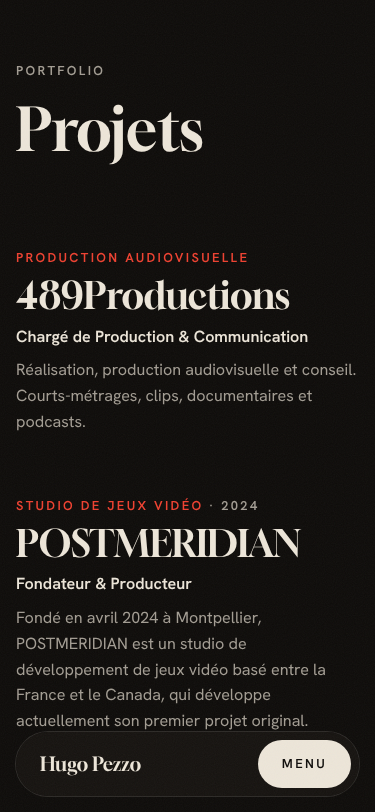 PORTFOLIO
Projets
PRODUCTION AUDIOVISUELLE
489Productions
Chargé de Production & Communication
Réalisation, production audiovisuelle et conseil.
Courts-métrages, clips, documentaires et
podcasts.
STUDIO DE JEUX VIDÉO · 2024
POSTMERIDIAN
Fondateur & Producteur
Fondé en avril 2024 à Montpellier,
POSTMERIDIAN est un studio de
développement de jeux vidéo basé entre la
France et le Canada, qui développe
actuellement son premier projet original.
Hugo Pezzo
MENU